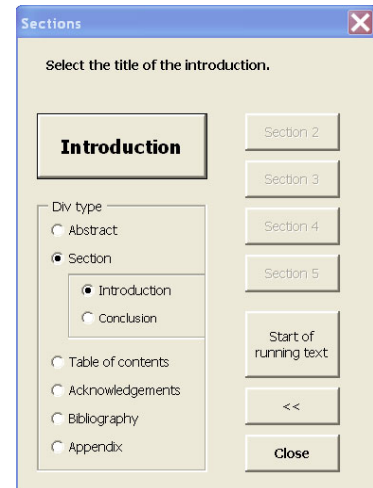 Sections
Select the title of the introduction.
Introduction
Div type
Abstract
Section
Introduction
Conclusion
Table of contents
Acknowledgements
Bibliography
Appendix
Section 2
Section 3
Section 4
Section 5
Start of
running text
<<
Close